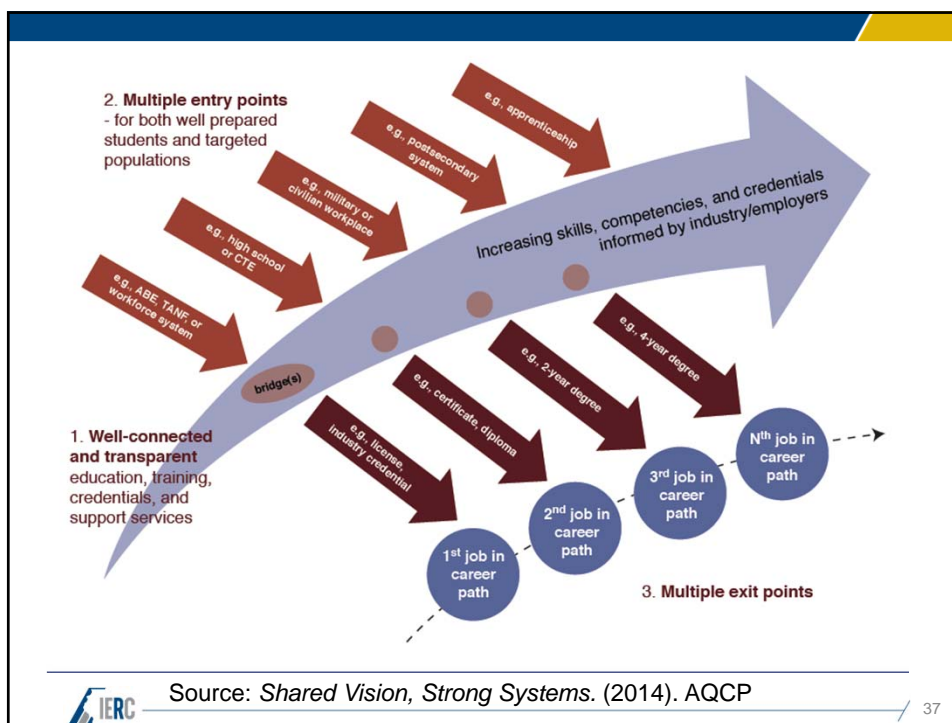 2. Multiple entry points
- for both well prepared
students and targeted
populations
e.g., apprenticeship
e.g., postsecondary
system
e.g., military or
civilian workplace
e.g., high school
or CTE
e.g., ABE, TANF, or
workforce system
Increasing skills, competencies, and credentials
informed by industry/employers
bridge(s)
1. Well-connected
and transparent
education, training,
credentials, and
support services
e.g., license,
industry credential
e.g., certificate, diploma
e.g., 2-year degree
e.g., 4-year degree
1st job in
career
path
2nd job in
career
path
3rd job in
career
path
Nth job in
career
path
3. Multiple exit points
Source: Shared Vision, Strong Systems. (2014). AQCP
IERC
37